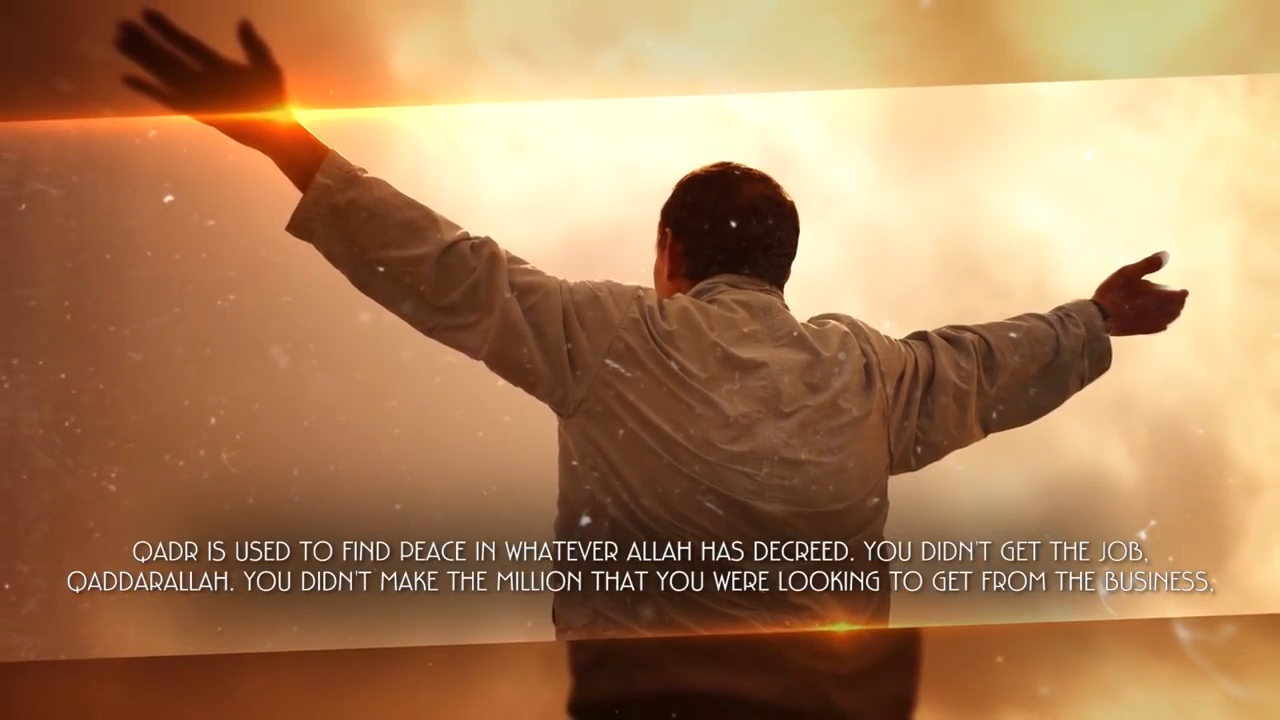 QADR IS USED TO FIND PEACE IN WHATEVER ALLAH HAS DECREED. YOU DIDN'T GET THE JOB,
QADDARALLAH. YOU DIDN'T MAKE THE MILLION THAT YOU WERE LOOKING TO GET FROM THE BUSINESS,